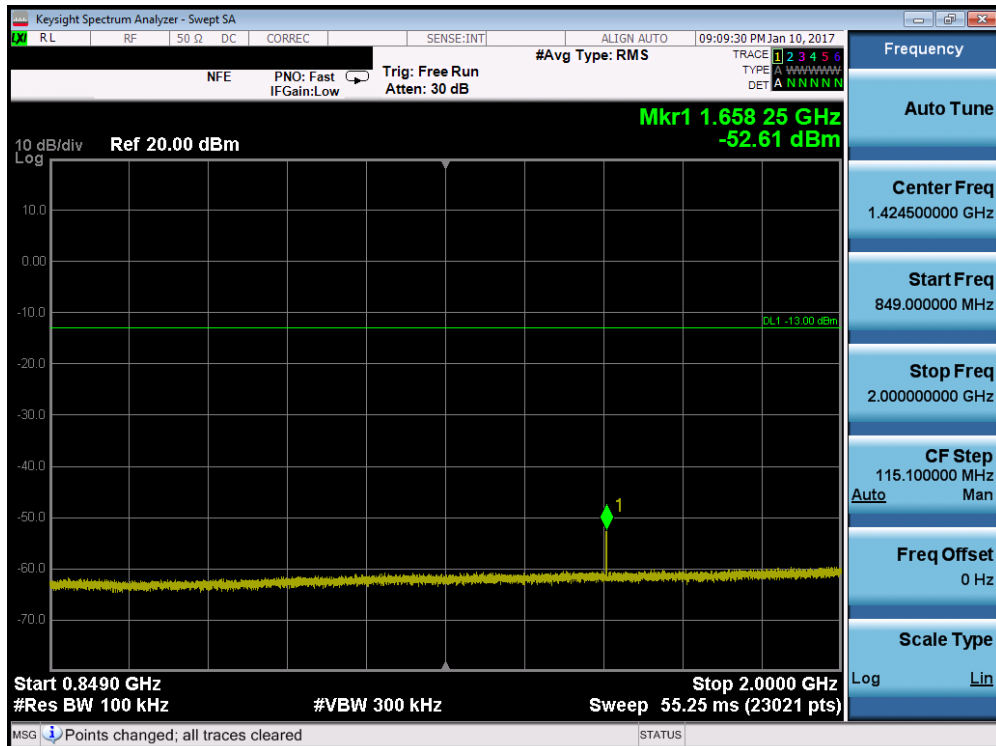 Keysight Spectrum Analyzer - Swept SA
LXI RL RF 50 Ω DC CORREC SENSE:INT ALIGN AUTO 09:09:30 PM Jan 10, 2017
#Avg Type: RMS TRACE 1 2 3 4 5 6
NFE PNO: Fast Trig: Free Run TYPE A WWWWWW
IFGain:Low Atten: 30 dB DET A N N N N N
Frequency
Auto Tune
Mkr1 1.658 25 GHz
-52.61 dBm
10 dB/div Ref 20.00 dBm
Log
10.0
0.00
-10.0
DL1 -13.00 dBm
-20.0
-30.0
-40.0
-50.0
1
-60.0
-70.0
Start 0.8490 GHz Stop 2.0000 GHz
#Res BW 100 kHz #VBW 300 kHz Sweep 55.25 ms (23021 pts)
Center Freq
1.424500000 GHz
Start Freq
849.000000 MHz
Stop Freq
2.000000000 GHz
CF Step
115.100000 MHz
Auto Man
Freq Offset
0 Hz
Scale Type
Log Lin
MSG Points changed; all traces cleared STATUS